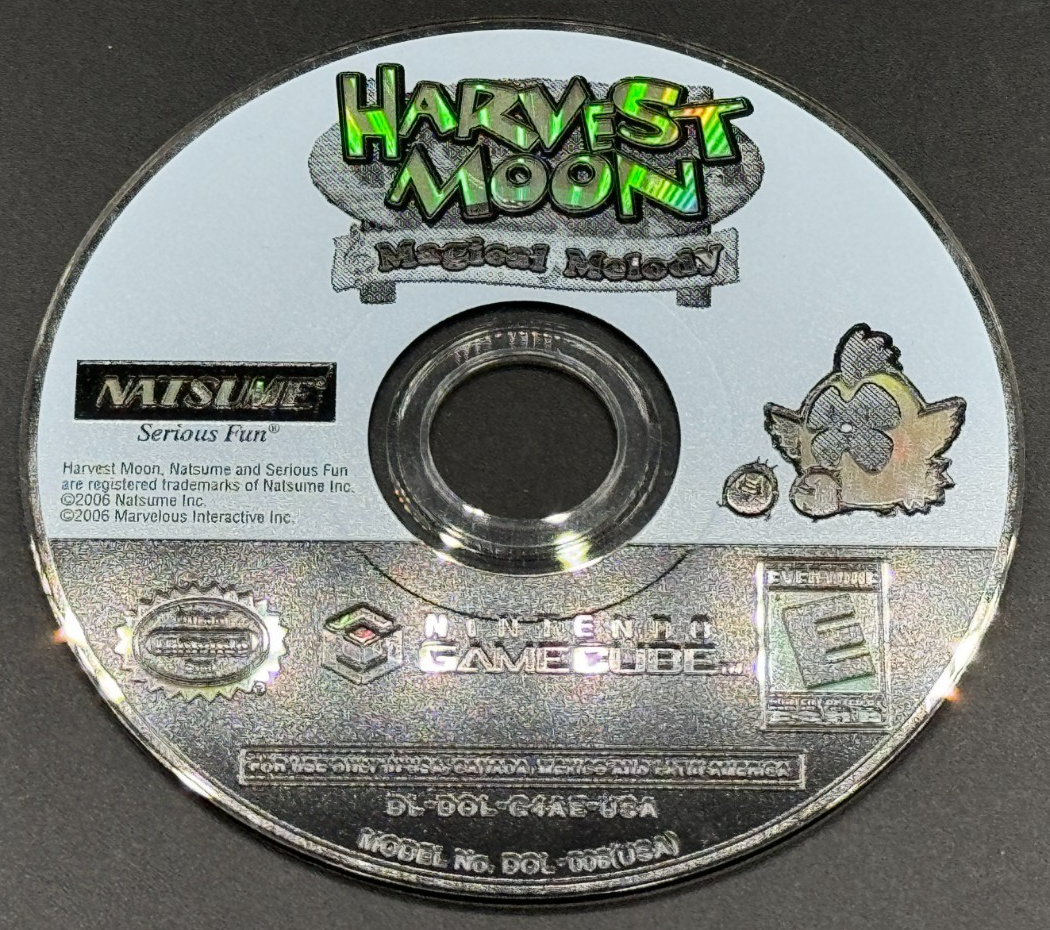 HARVEST
MOON
Magical Melody
NATSUME®
Serious Fun®
Harvest Moon, Natsume and Serious Fun
are registered trademarks of Natsume Inc.
©2006 Natsume Inc.
©2006 Marvelous Interactive Inc.
EVERYONE
E
NINTENDO
GAMECUBE™
FOR USE ONLY IN USA, CANADA, MEXICO AND LATIN AMERICA
DL-DOL-G4AE-USA
MODEL No. DOL-006(USA)